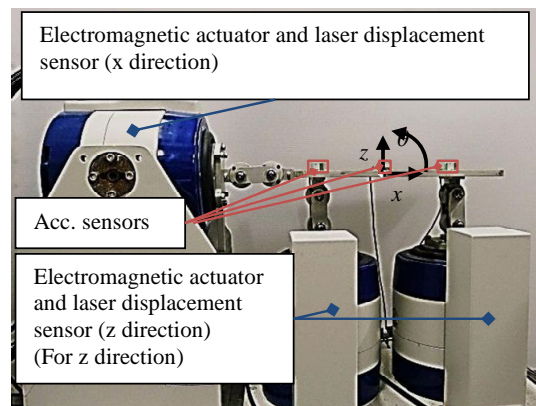 Electromagnetic actuator and laser displacement
sensor (x direction)
z
θ
x
Acc. sensors
Electromagnetic actuator
and laser displacement
sensor (z direction)
(For z direction)